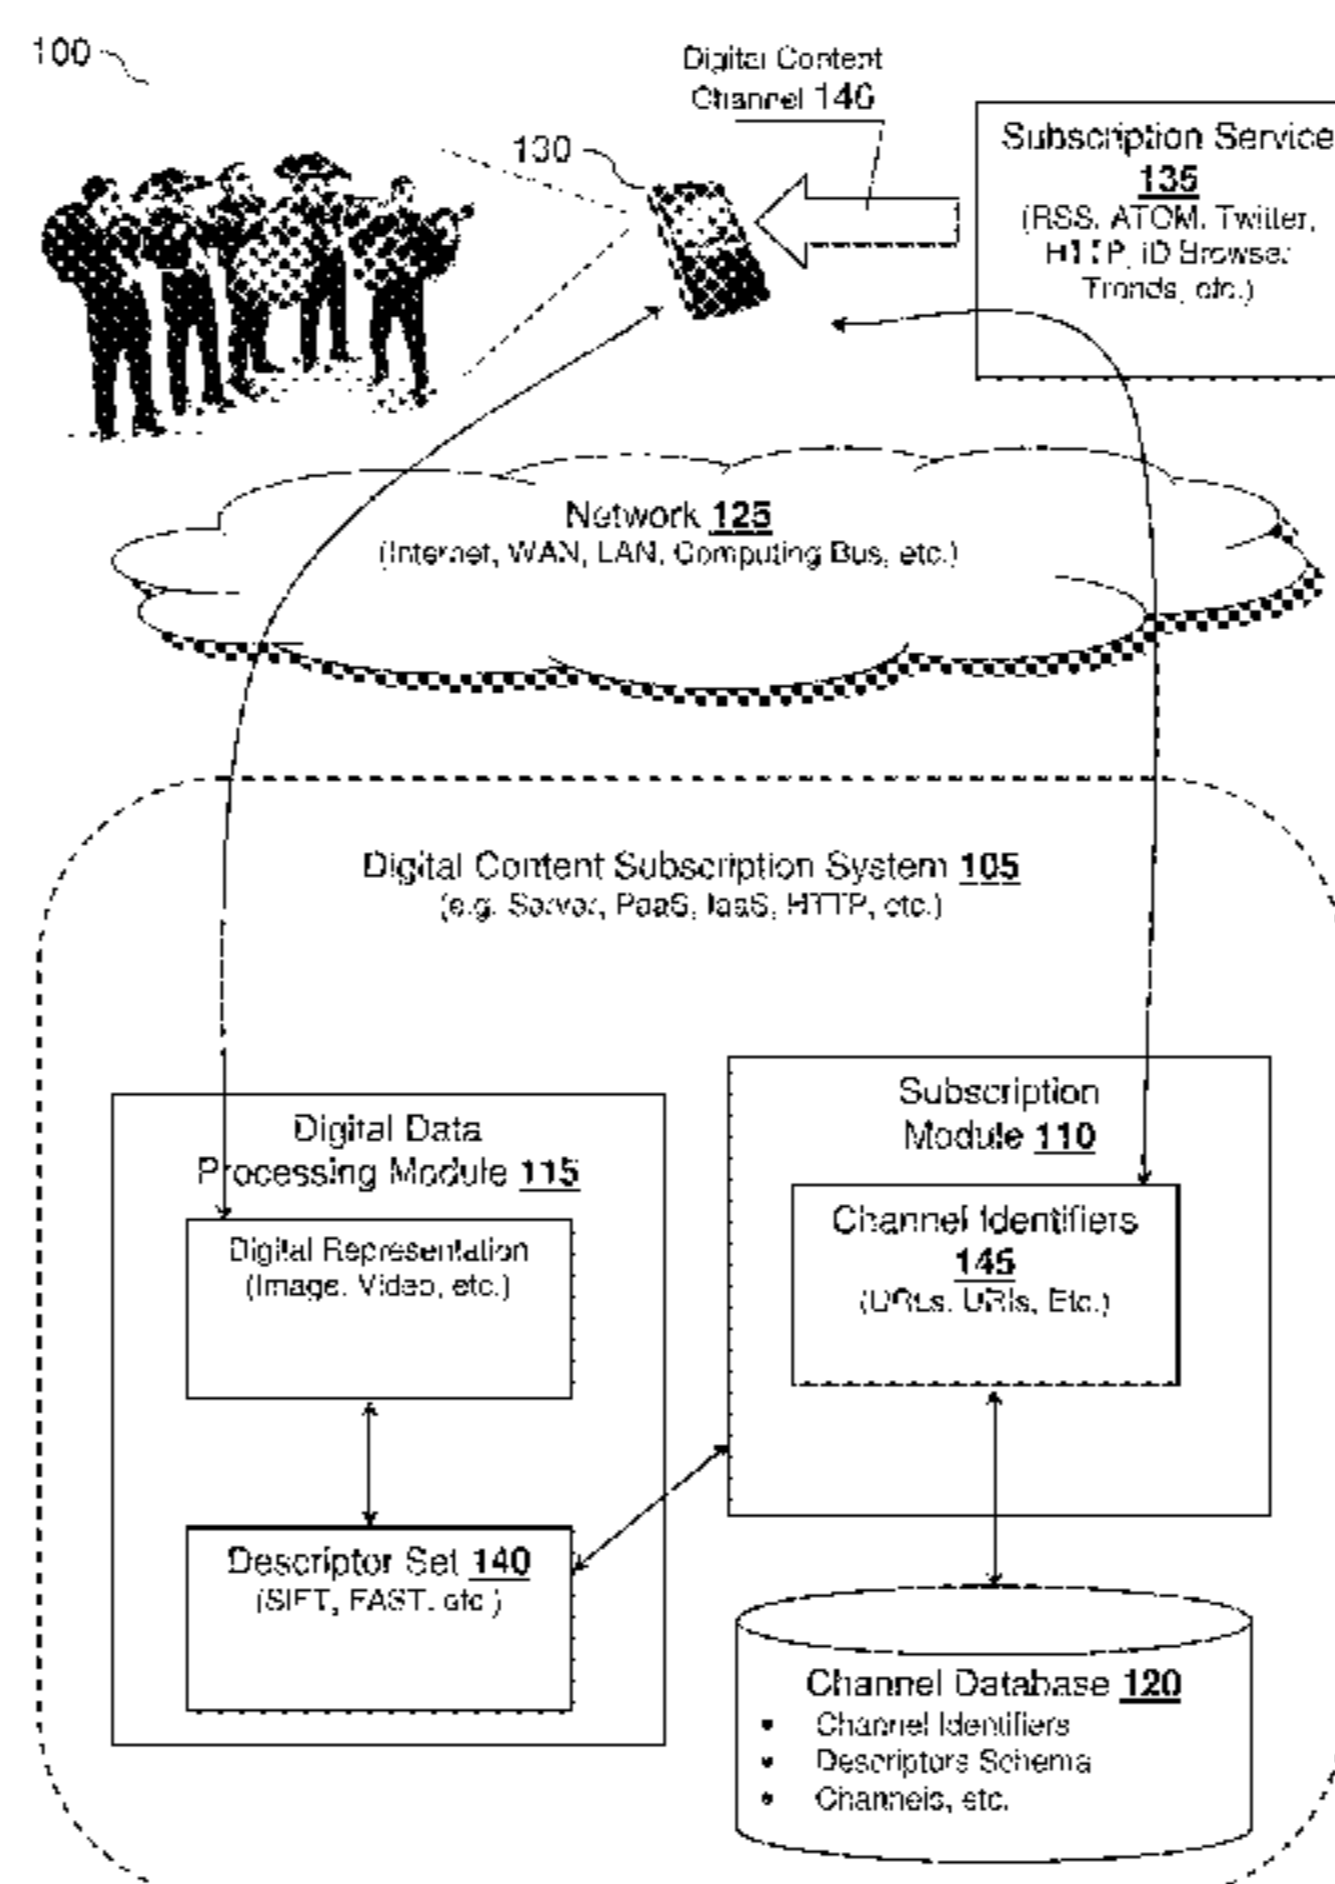 100
Digital Content
Channel 146
130
Subscription Service
135
(RSS, ATOM, Twitter,
HTTP, iD Browser
Trends, etc.)
Network 125
(Internet, WAN, LAN, Computing Bus, etc.)
Digital Content Subscription System 105
(e.g. Server, PaaS, IaaS, HTTP, etc.)
Digital Data
Processing Module 115
Digital Representation
(Image, Video, etc.)
Descriptor Set 140
(SIFT, FAST, etc.)
Subscription
Module 110
Channel Identifiers
145
(URLs, URIs, Etc.)
Channel Database 120
• Channel Identifiers
• Descriptors Schema
• Channels, etc.